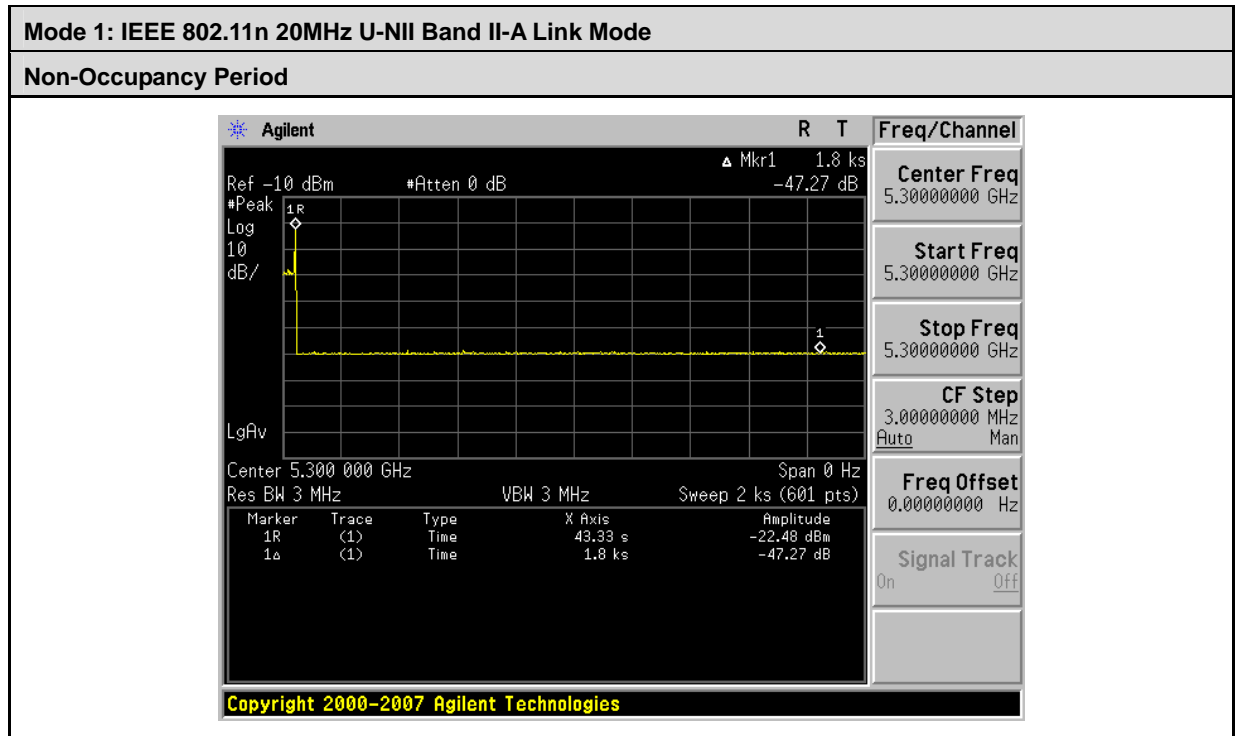 Mode 1: IEEE 802.11n 20MHz U-NII Band II-A Link Mode
Non-Occupancy Period
Agilent R T Freq/Channel
Δ Mkr1 1.8 ks
Ref -10 dBm #Atten 0 dB -47.27 dB
#Peak
Log
10
dB/
1R
1
LgAv
Center 5.300 000 GHz Span 0 Hz
Res BW 3 MHz VBW 3 MHz Sweep 2 ks (601 pts)
Marker Trace Type X Axis Amplitude
1R (1) Time 43.33 s -22.48 dBm
1Δ (1) Time 1.8 ks -47.27 dB
Center Freq
5.30000000 GHz
Start Freq
5.30000000 GHz
Stop Freq
5.30000000 GHz
CF Step
3.00000000 MHz
Auto Man
Freq Offset
0.00000000 Hz
Signal Track
On Off
Copyright 2000-2007 Agilent Technologies